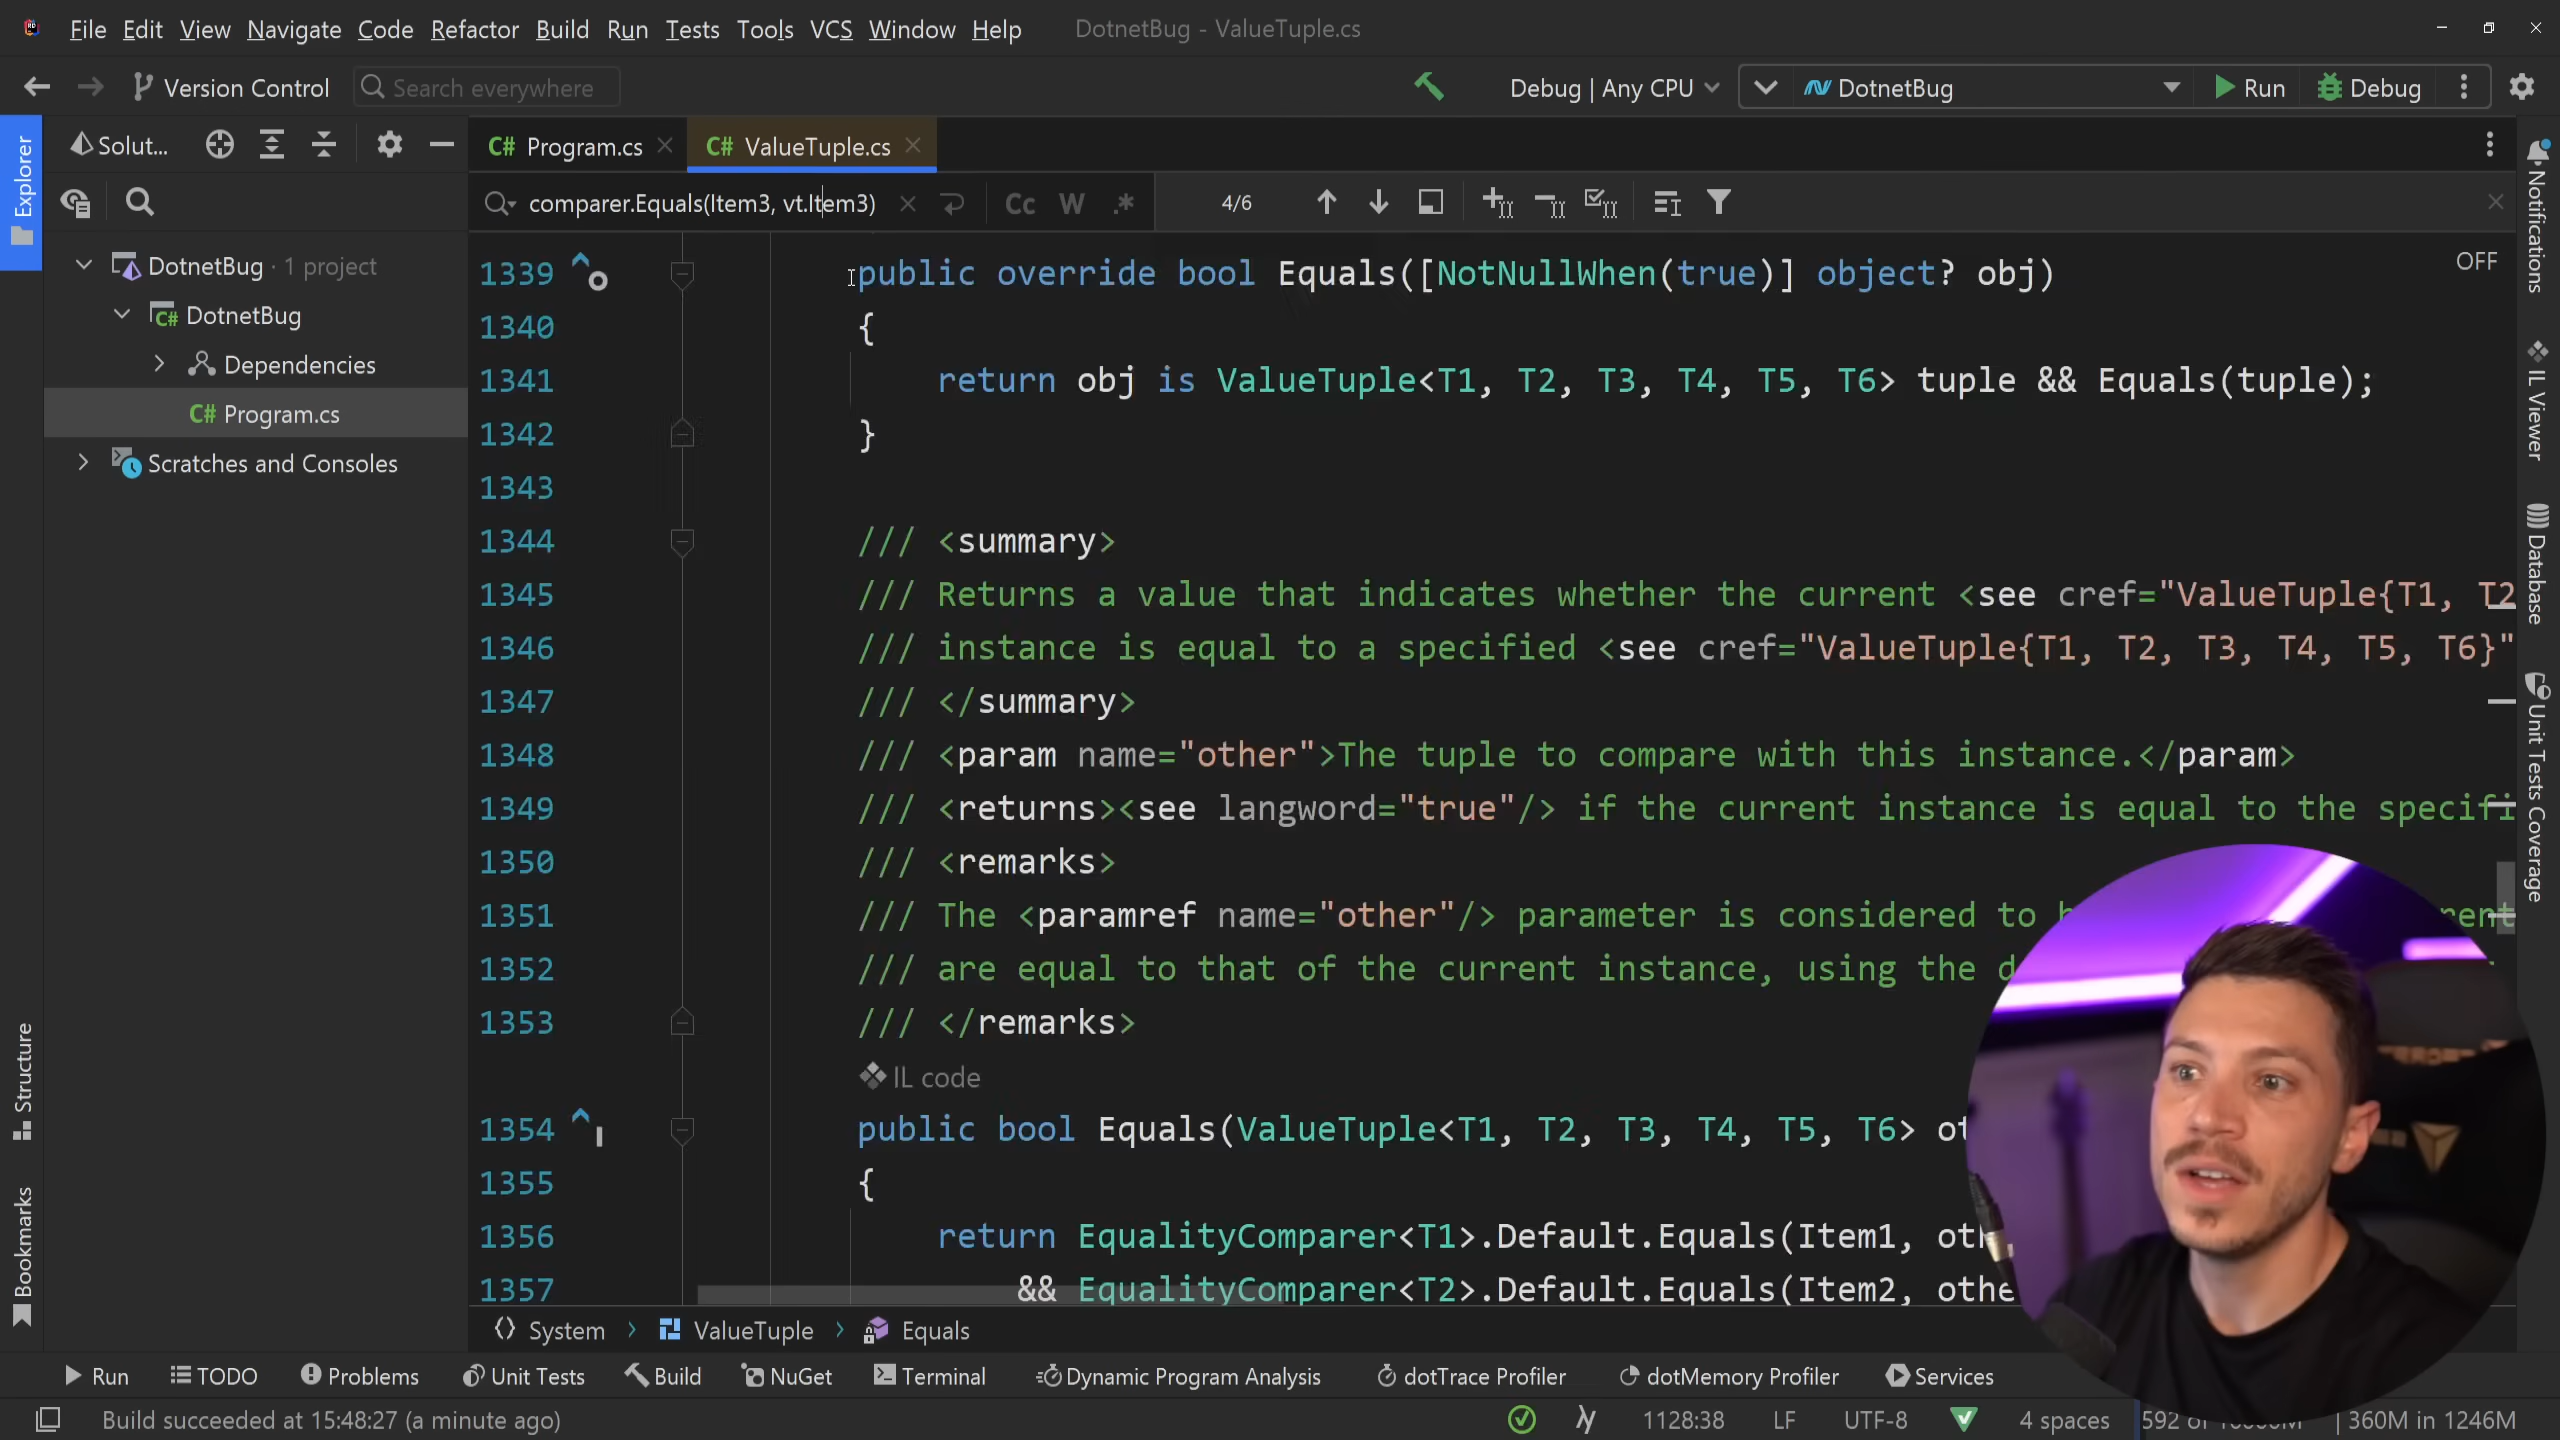 File Edit View Navigate Code Refactor Build Run Tests Tools VCS Window Help DotnetBug - ValueTuple.cs
Version Control Search everywhere Debug | Any CPU DotnetBug Run Debug
Solut... Program.cs ValueTuple.cs
comparer.Equals(Item3, vt.Item3) Cc W .* 4/6
Explorer
DotnetBug · 1 project
DotnetBug
Dependencies
Program.cs
Scratches and Consoles
Structure
Bookmarks
OFF
1339 public override bool Equals([NotNullWhen(true)] object? obj)
1340 {
1341 return obj is ValueTuple<T1, T2, T3, T4, T5, T6> tuple && Equals(tuple);
1342 }
1343
1344 /// <summary>
1345 /// Returns a value that indicates whether the current <see cref="ValueTuple{T1, T2
1346 /// instance is equal to a specified <see cref="ValueTuple{T1, T2, T3, T4, T5, T6}"
1347 /// </summary>
1348 /// <param name="other">The tuple to compare with this instance.</param>
1349 /// <returns><see langword="true"/> if the current instance is equal to the specifi
1350 /// <remarks>
1351 /// The <paramref name="other"/> parameter is considered to
1352 /// are equal to that of the current instance, using the
1353 /// </remarks>
IL code
1354 public bool Equals(ValueTuple<T1, T2, T3, T4, T5, T6>
1355 {
1356 return EqualityComparer<T1>.Default.Equals(Item1,
1357 && EqualityComparer<T2>.Default.Equals(Item2,
Notifications
IL Viewer
Database
Unit Tests Coverage
System ValueTuple Equals
Run TODO Problems Unit Tests Build NuGet Terminal Dynamic Program Analysis dotTrace Profiler dotMemory Profiler Services
Build succeeded at 15:48:27 (a minute ago) 1128:38 LF UTF-8 4 spaces 592 360M in 1246M